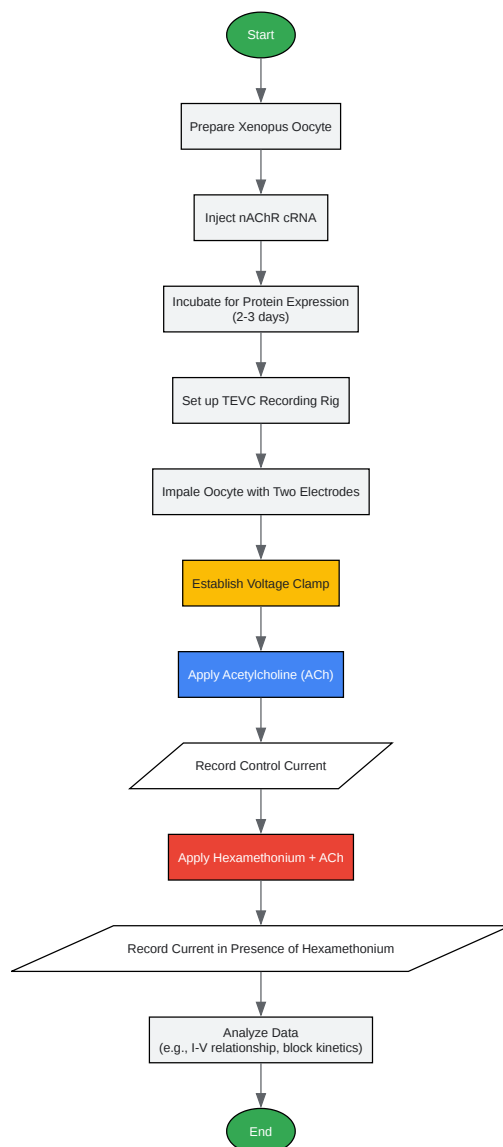 Start
Prepare Xenopus Oocyte
Inject nAChR cRNA
Incubate for Protein Expression
(2-3 days)
Set up TEVC Recording Rig
Impale Oocyte with Two Electrodes
Establish Voltage Clamp
Apply Acetylcholine (ACh)
Record Control Current
Apply Hexamethonium + ACh
Record Current in Presence of Hexamethonium
Analyze Data
(e.g., I-V relationship, block kinetics)
End